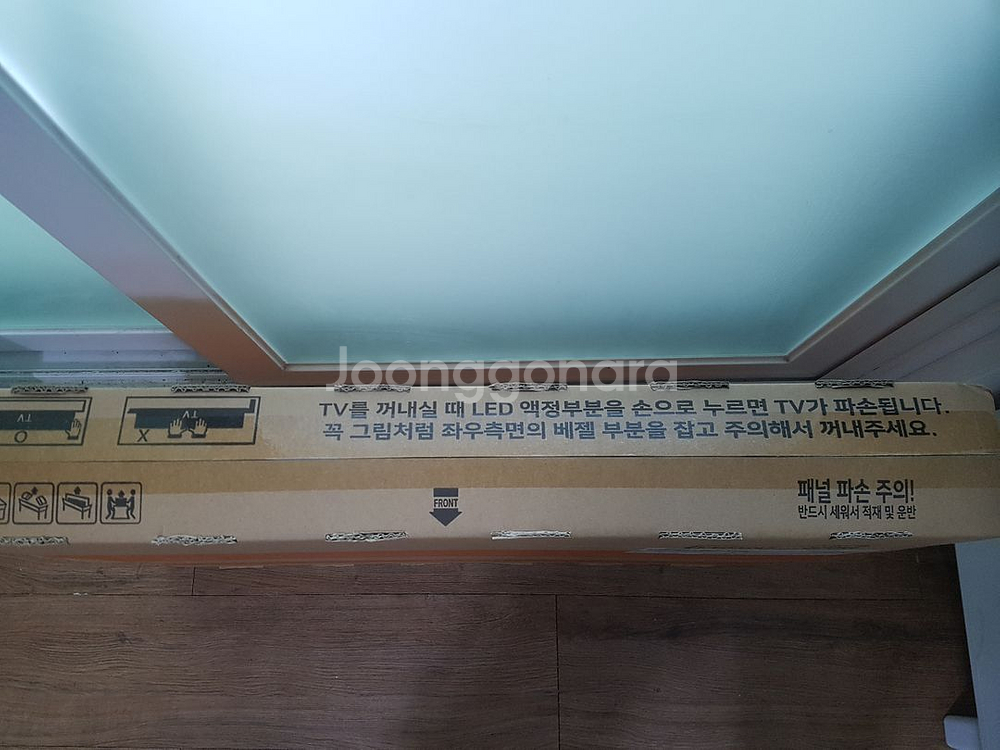 Joonggonara
TV
O
TV
X
TV를 꺼내실 때 LED 액정부분을 손으로 누르면 TV가 파손됩니다.
꼭 그림처럼 좌우측면의 베젤 부분을 잡고 주의해서 꺼내주세요.
FRONT
패널 파손 주의!
반드시 세워서 적재 및 운반